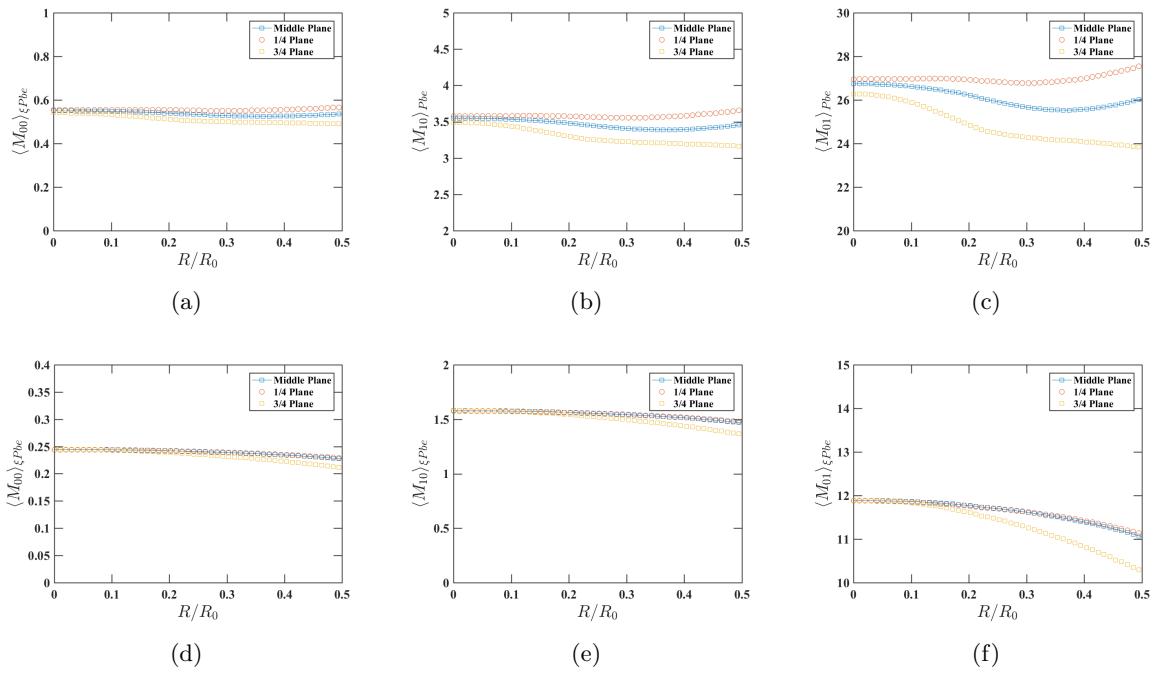 1
0.8
0.6
0.4
0.2
0
⟨M₀₀⟩ξPbe
Middle Plane
1/4 Plane
3/4 Plane
0 0.1 0.2 0.3 0.4 0.5
R/R₀
(a)
5
4.5
4
3.5
3
2.5
2
⟨M₁₀⟩Pbe
Middle Plane
1/4 Plane
3/4 Plane
0 0.1 0.2 0.3 0.4 0.5
R/R₀
(b)
30
28
26
24
22
20
⟨M₀₁⟩Pbe
Middle Plane
1/4 Plane
3/4 Plane
0 0.1 0.2 0.3 0.4 0.5
R/R₀
(c)
0.4
0.35
0.3
0.25
0.2
0.15
0.1
0.05
0
⟨M₀₀⟩ξPbe
Middle Plane
1/4 Plane
3/4 Plane
0 0.1 0.2 0.3 0.4 0.5
R/R₀
(d)
2
1.5
1
0.5
0
⟨M₁₀⟩ξPbe
Middle Plane
1/4 Plane
3/4 Plane
0 0.1 0.2 0.3 0.4 0.5
R/R₀
(e)
15
14
13
12
11
10
⟨M₀₁⟩ξPbe
Middle Plane
1/4 Plane
3/4 Plane
0 0.1 0.2 0.3 0.4 0.5
R/R₀
(f)